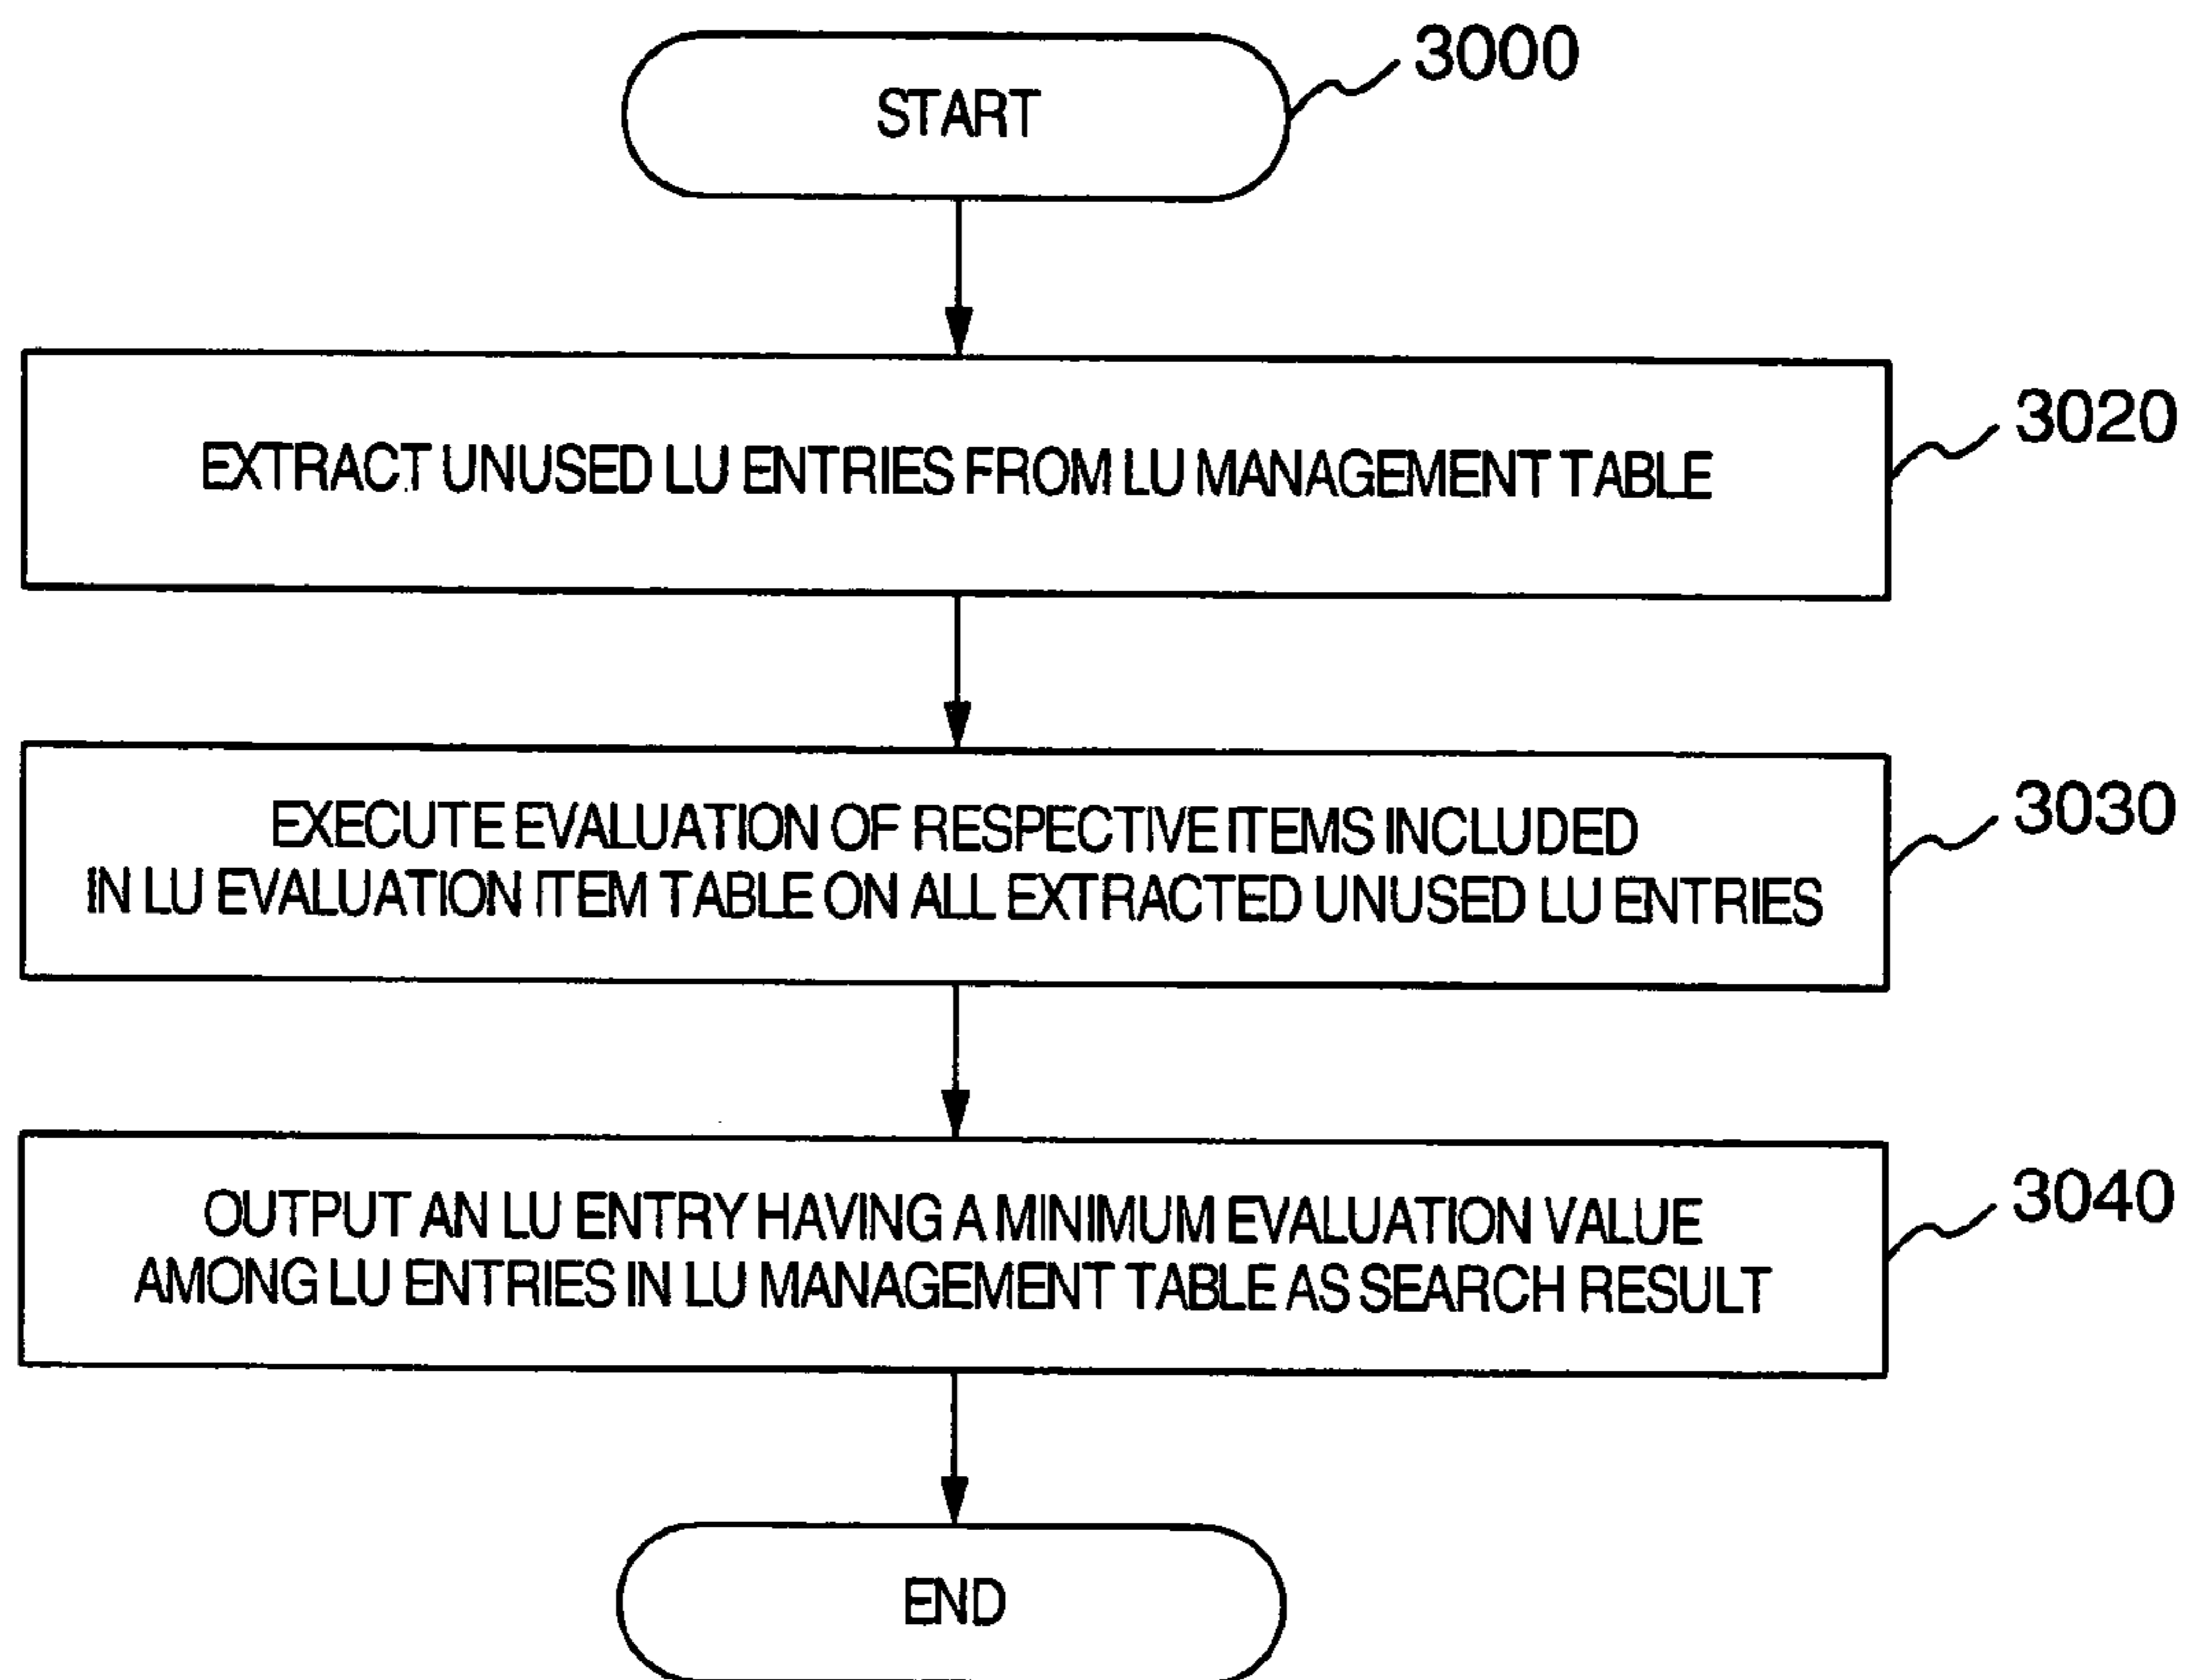 START
3000
EXTRACT UNUSED LU ENTRIES FROM LU MANAGEMENT TABLE
3020
EXECUTE EVALUATION OF RESPECTIVE ITEMS INCLUDED
IN LU EVALUATION ITEM TABLE ON ALL EXTRACTED UNUSED LU ENTRIES
3030
OUTPUT AN LU ENTRY HAVING A MINIMUM EVALUATION VALUE
AMONG LU ENTRIES IN LU MANAGEMENT TABLE AS SEARCH RESULT
3040
END